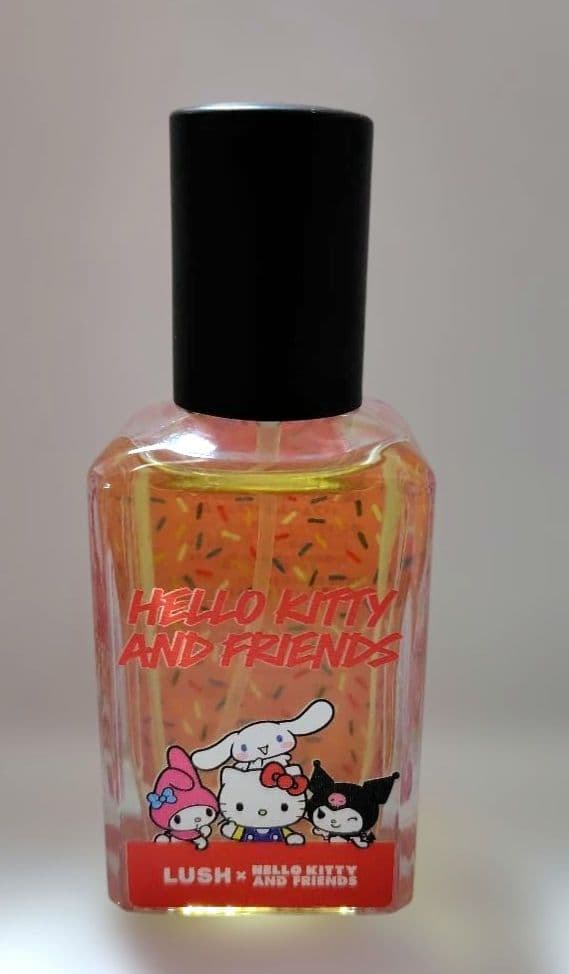 HELLO KITTY
AND FRIENDS
LUSH × HELLO KITTY
AND FRIENDS